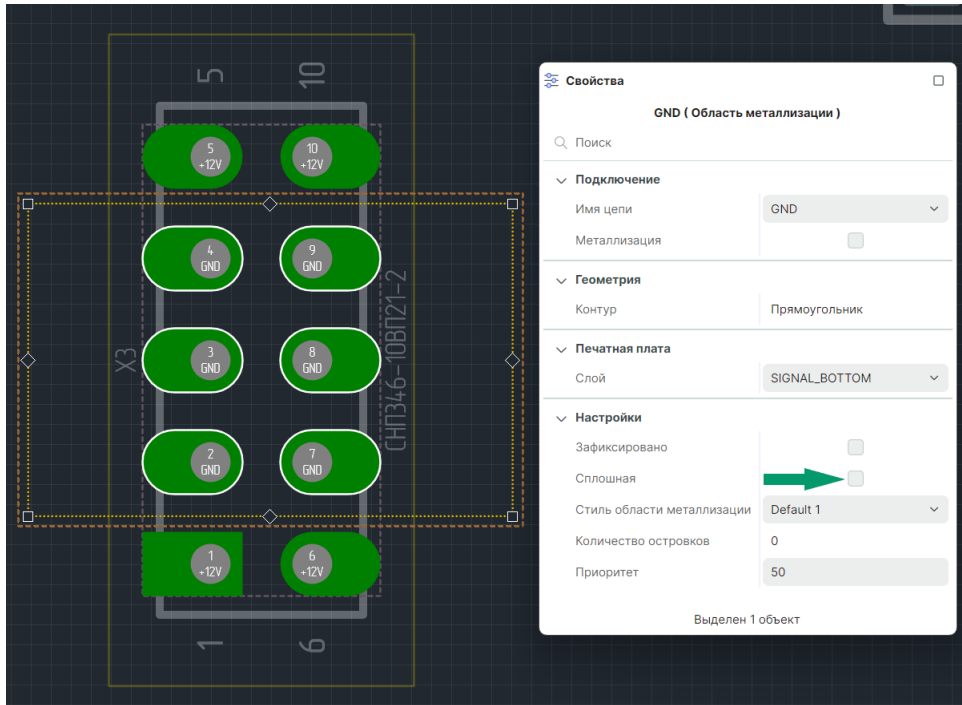 5
10
5
+12V
10
+12V
4
GND
9
GND
3
GND
8
GND
X3
СНП346-10ВП21-2
2
GND
7
GND
1
+12V
6
+12V
1
6
Свойства
GND ( Область металлизации )
Поиск
Подключение
Имя цепи GND
Металлизация
Геометрия
Контур Прямоугольник
Печатная плата
Слой SIGNAL_BOTTOM
Настройки
Зафиксировано
Сплошная
Стиль области металлизации Default 1
Количество островков 0
Приоритет 50
Выделен 1 объект